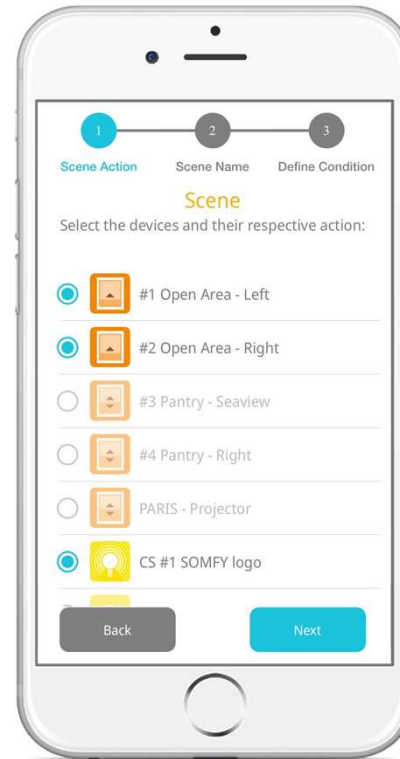 1
2
3
Scene Action
Scene Name
Define Condition
Scene
Select the devices and their respective action:
#1 Open Area - Left
#2 Open Area - Right
#3 Pantry - Seaview
#4 Pantry - Right
PARIS - Projector
CS #1 SOMFY logo
Back
Next